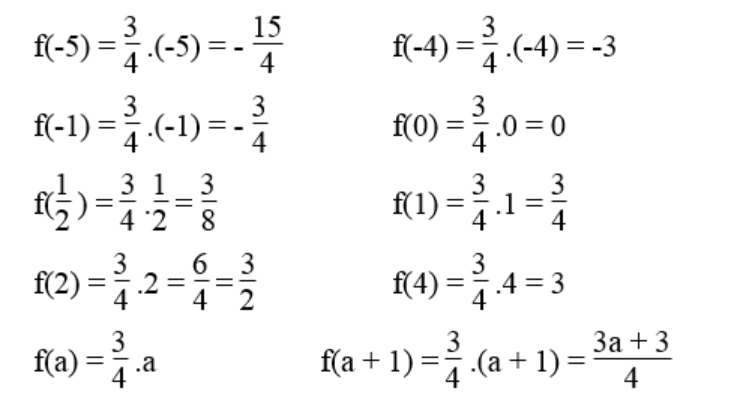 f(-5) = 3/4 .(-5) = - 15/4    f(-4) = 3/4 .(-4) = -3
f(-1) = 3/4 .(-1) = - 3/4    f(0) = 3/4 .0 = 0
f(1/2 ) = 3/4 . 1/2 = 3/8    f(1) = 3/4 .1 = 3/4
f(2) = 3/4 .2 = 6/4 = 3/2    f(4) = 3/4 .4 = 3
f(a) = 3/4 .a    f(a + 1) = 3/4 .(a + 1) = (3a + 3)/4